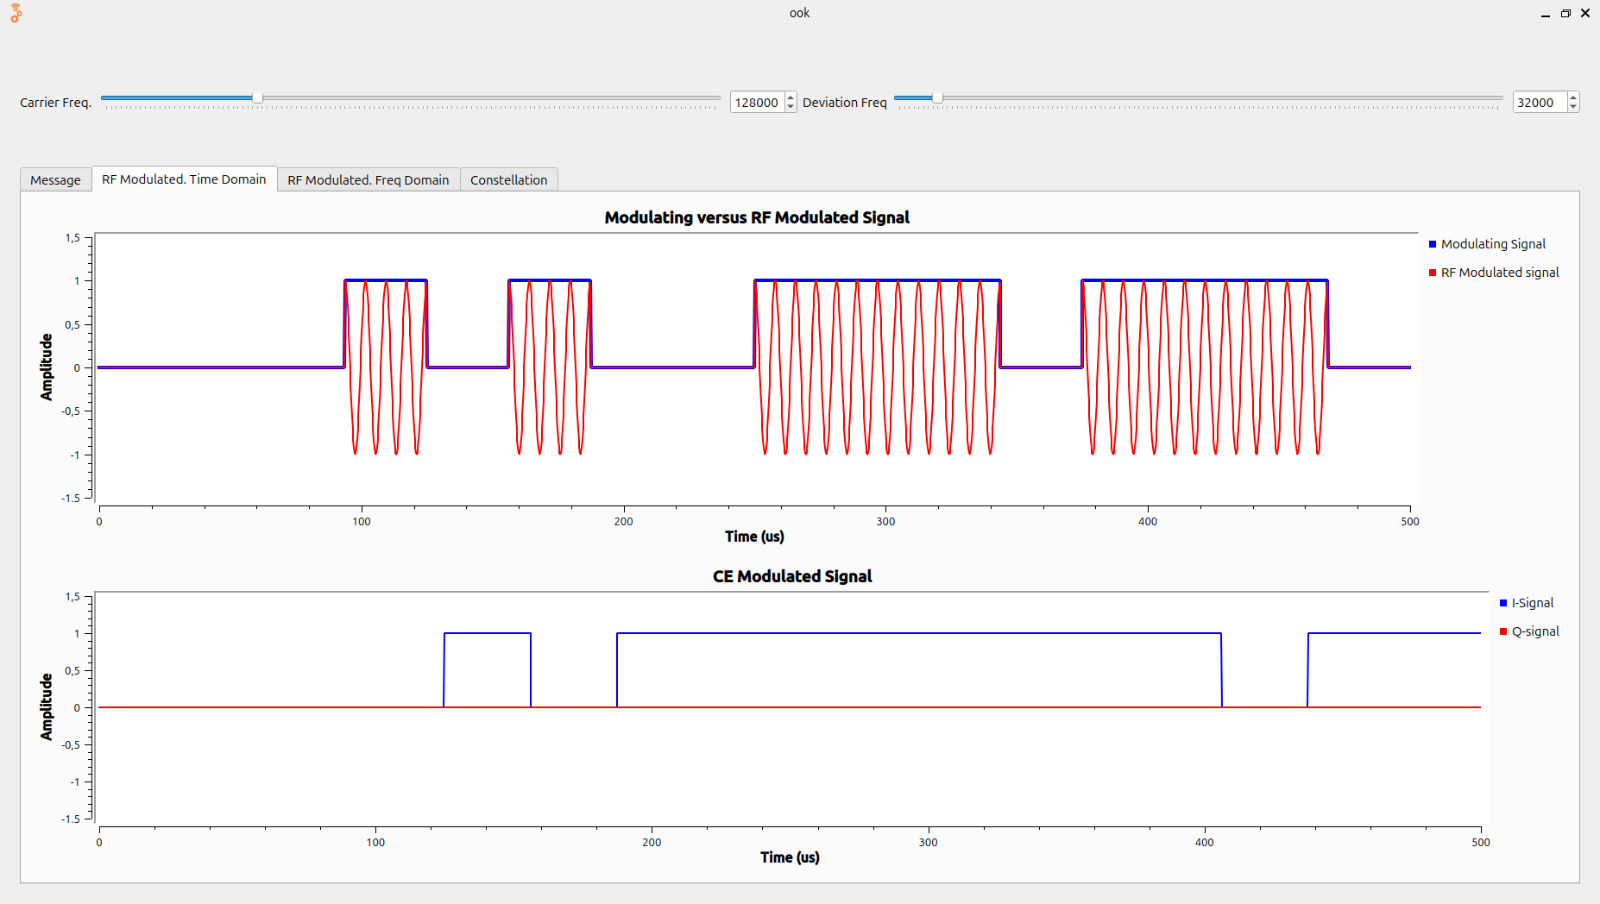 ook
Carrier Freq.
128000
Deviation Freq
32000
Message
RF Modulated. Time Domain
RF Modulated. Freq Domain
Constellation
Modulating versus RF Modulated Signal
1,5
1
0,5
0
-0,5
-1
-1.5
Amplitude
0
100
200
300
400
500
Time (us)
Modulating Signal
RF Modulated signal
CE Modulated Signal
1,5
1
0,5
0
-0,5
-1
-1.5
Amplitude
0
100
200
300
400
500
Time (us)
I-Signal
Q-signal